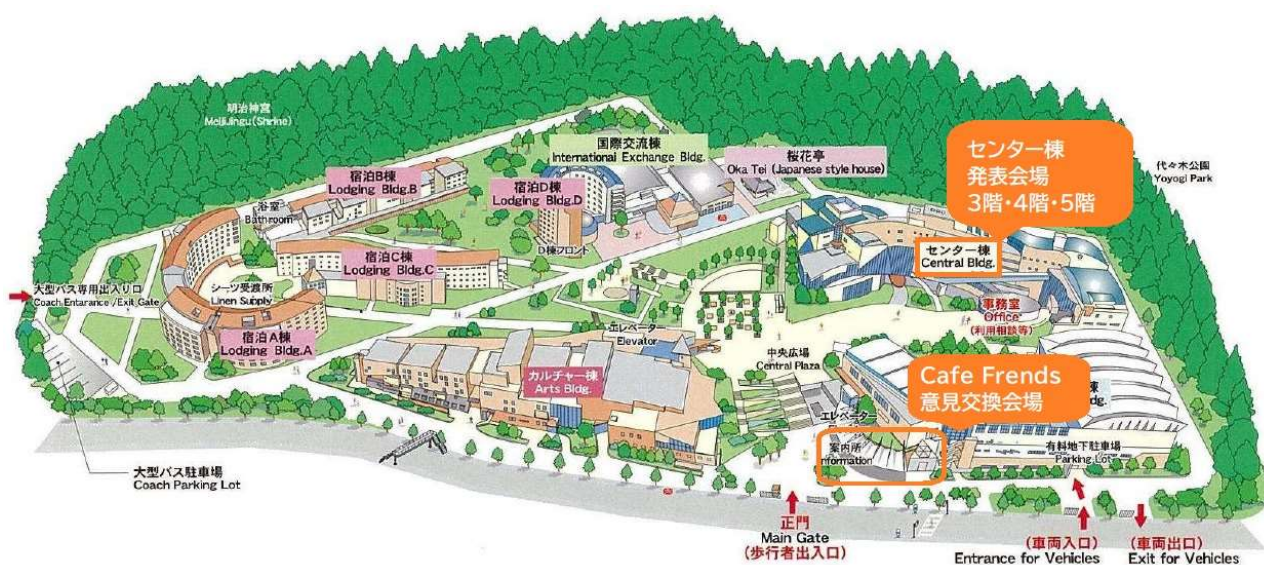 明治神宮
MeijiJingu(Shrine)
国際交流棟
International Exchange Bldg.
桜花亭
Oka Tei (Japanese style house)
センター棟
発表会場
3階・4階・5階
代々木公園
Yoyogi Park
宿泊B棟
Lodging Bldg.B
宿泊D棟
Lodging Bldg.D
浴室
Bathroom
D棟フロント
センター棟
Central Bldg.
宿泊C棟
Lodging Bldg.C
大型バス専用出入り口
Coach Entarance /Exit Gate
シーツ受渡所
Linen Supply
事務室
Office
(利用相談等)
宿泊A棟
Lodging Bldg.A
エレベーター
Elevator
中央広場
Central Plaza
カルチャー棟
Arts Bldg.
Cafe Frends
意見交換会場
棟
dg.
エレベーター
案内所
Information
有料地下駐車場
Parking Lot
大型バス駐車場
Coach Parking Lot
正門
Main Gate
(歩行者出入口)
(車両入口)
Entrance for Vehicles
(車両出口)
Exit for Vehicles